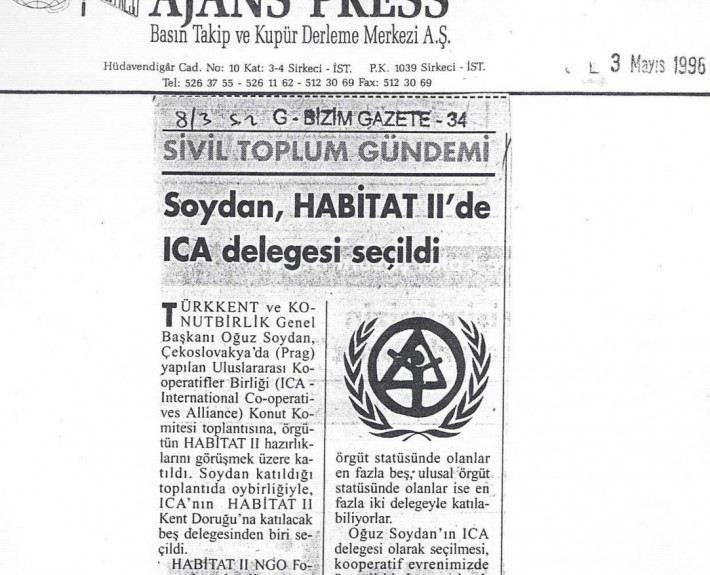 AJANS PRESS
Basın Takip ve Kupür Derleme Merkezi A.Ş.
Hüdavendigâr Cad. No: 10 Kat: 3-4 Sirkeci - İST. P.K. 1039 Sirkeci - İST.
Tel: 526 37 55 - 526 11 62 - 512 30 69 Fax: 512 30 69
3 Mayıs 1996
8/3 G - BİZİM GAZETE - 34
SİVİL TOPLUM GÜNDEMİ
Soydan, HABİTAT II'de
ICA delegesi seçildi
TÜRKKENT ve KO-
NUTBİRLİK Genel
Başkanı Oğuz Soydan,
Çekoslovakya'da (Prag)
yapılan Uluslararası Ko-
operatifler Birliği (ICA -
International Co-operati-
ves Alliance) Konut Ko-
mitesi toplantısına, örgü-
tün HABİTAT II hazırlık-
larını görüşmek üzere ka-
tıldı. Soydan katıldığı
toplantıda oybirliğiyle,
ICA'nın HABİTAT II
Kent Doruğu'na katılacak
beş delegesinden biri se-
çildi.
HABİTAT II NGO Fo-
örgüt statüsünde olanlar
en fazla beş, ulusal örgüt
statüsünde olanlar ise en
fazla iki delegeyle katıla-
biliyorlar.
Oğuz Soydan'ın ICA
delegesi olarak seçilmesi,
kooperatif evrenimizde